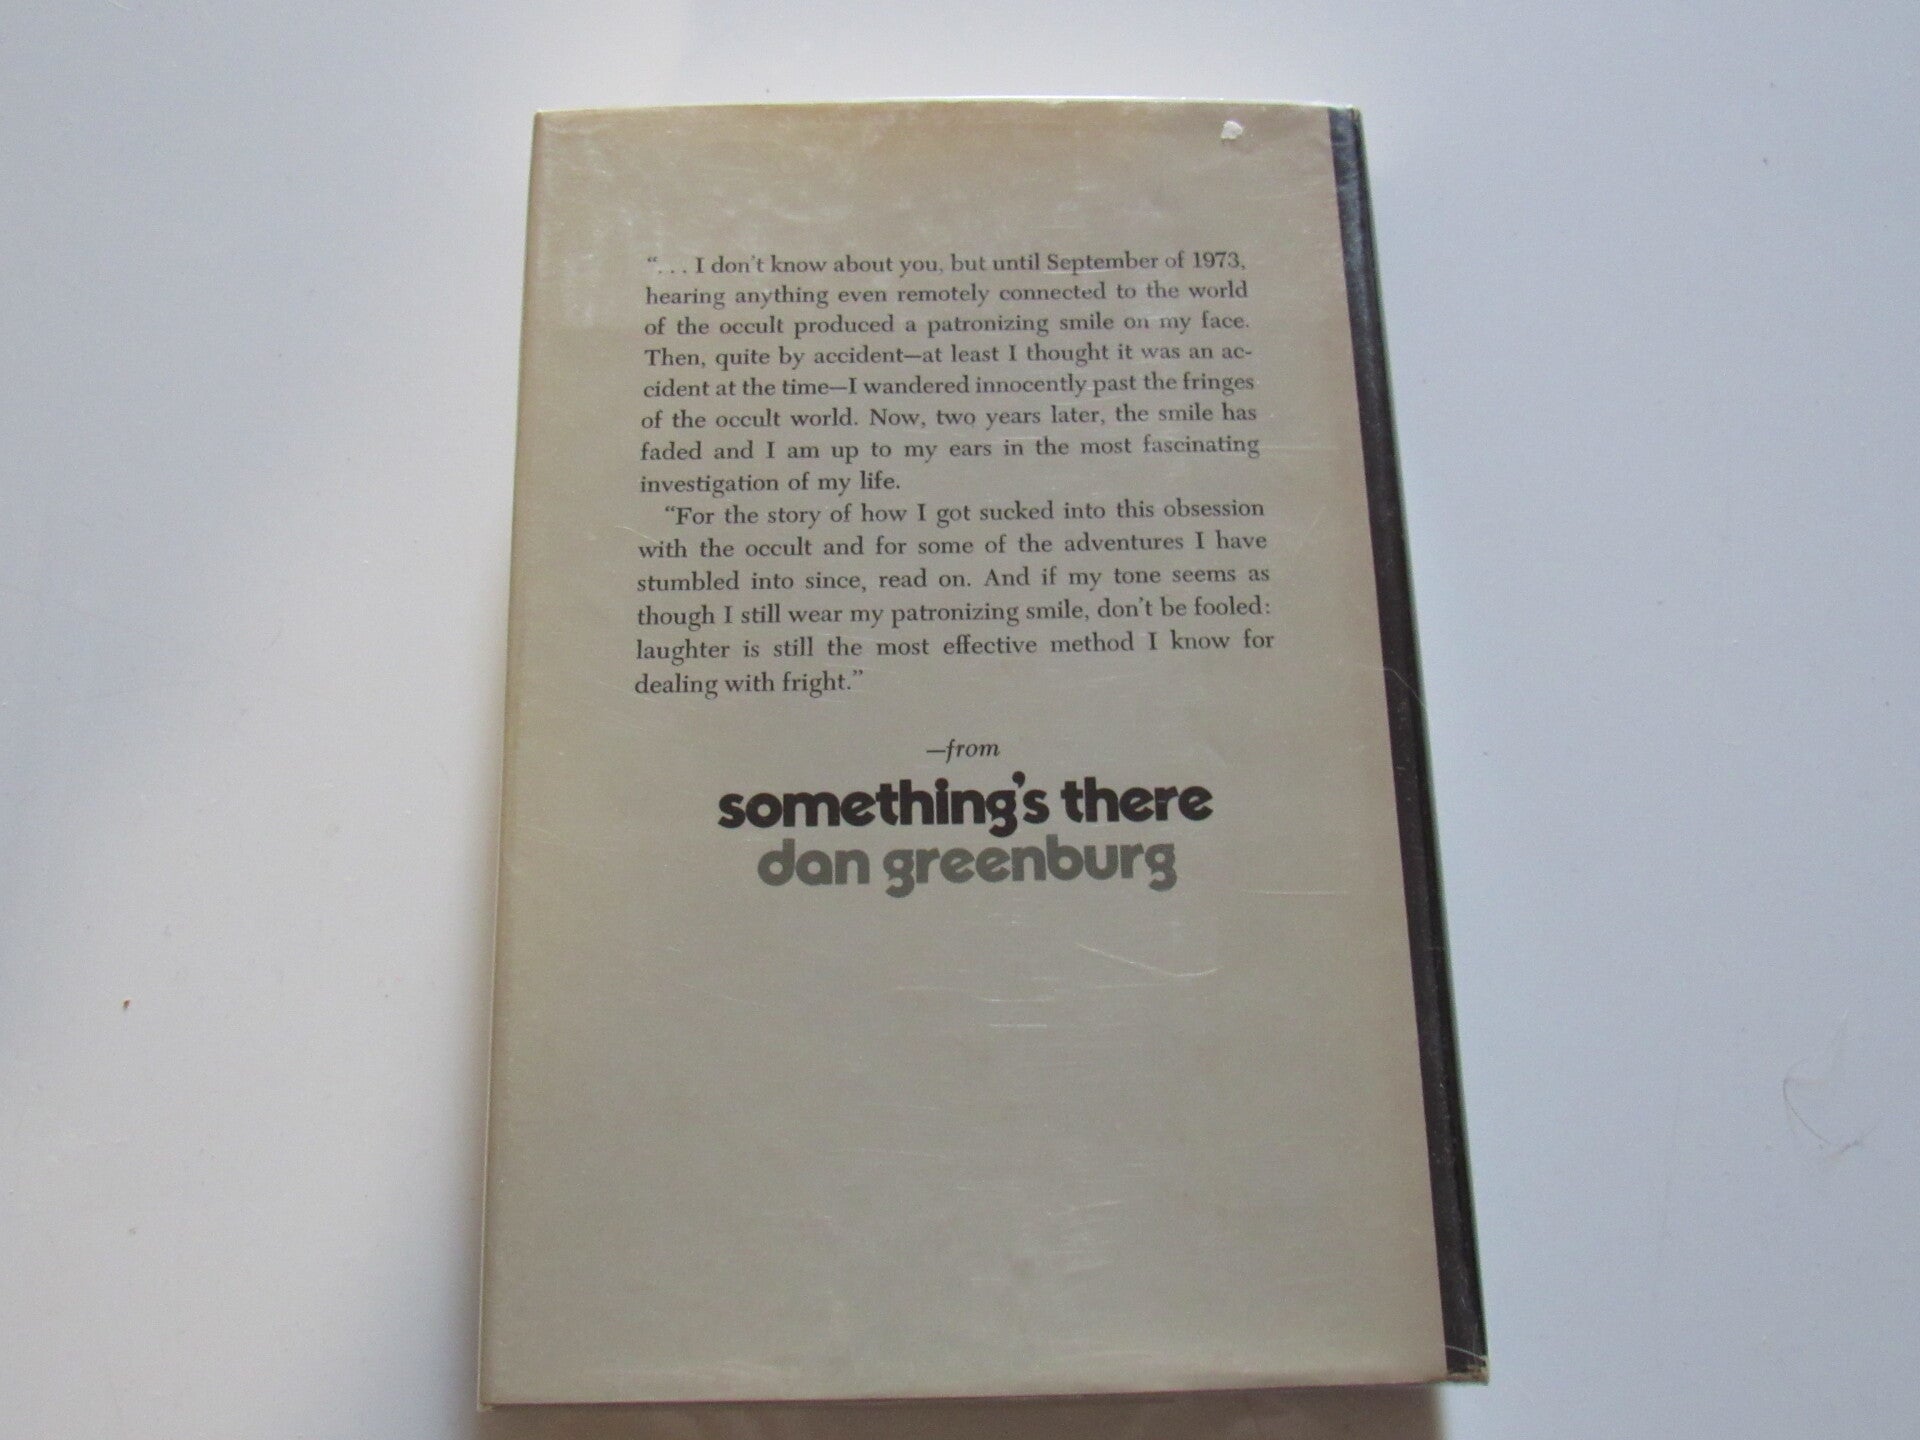 “. . . I don't know about you, but until September of 1973,
hearing anything even remotely connected to the world
of the occult produced a patronizing smile on my face.
Then, quite by accident—at least I thought it was an ac-
cident at the time—I wandered innocently past the fringes
of the occult world. Now, two years later, the smile has
faded and I am up to my ears in the most fascinating
investigation of my life.
“For the story of how I got sucked into this obsession
with the occult and for some of the adventures I have
stumbled into since, read on. And if my tone seems as
though I still wear my patronizing smile, don't be fooled:
laughter is still the most effective method I know for
dealing with fright.”
—from
something's there
dan greenburg